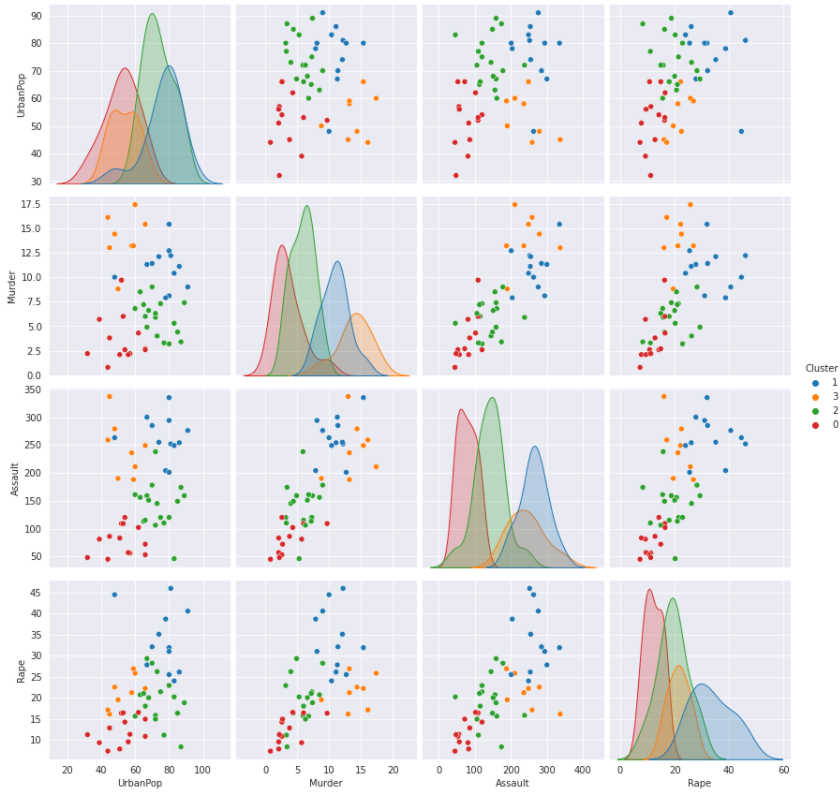 90
80
70
60
50
40
30
UrbanPop
17.5
15.0
12.5
10.0
7.5
5.0
2.5
0.0
Murder
Cluster
1
3
2
0
350
300
250
200
150
100
50
Assault
45
40
35
30
25
20
15
10
Rape
20 40 60 80 100
0 5 10 15 20
0 100 200 300 400
0 20 40 60
UrbanPop
Murder
Assault
Rape